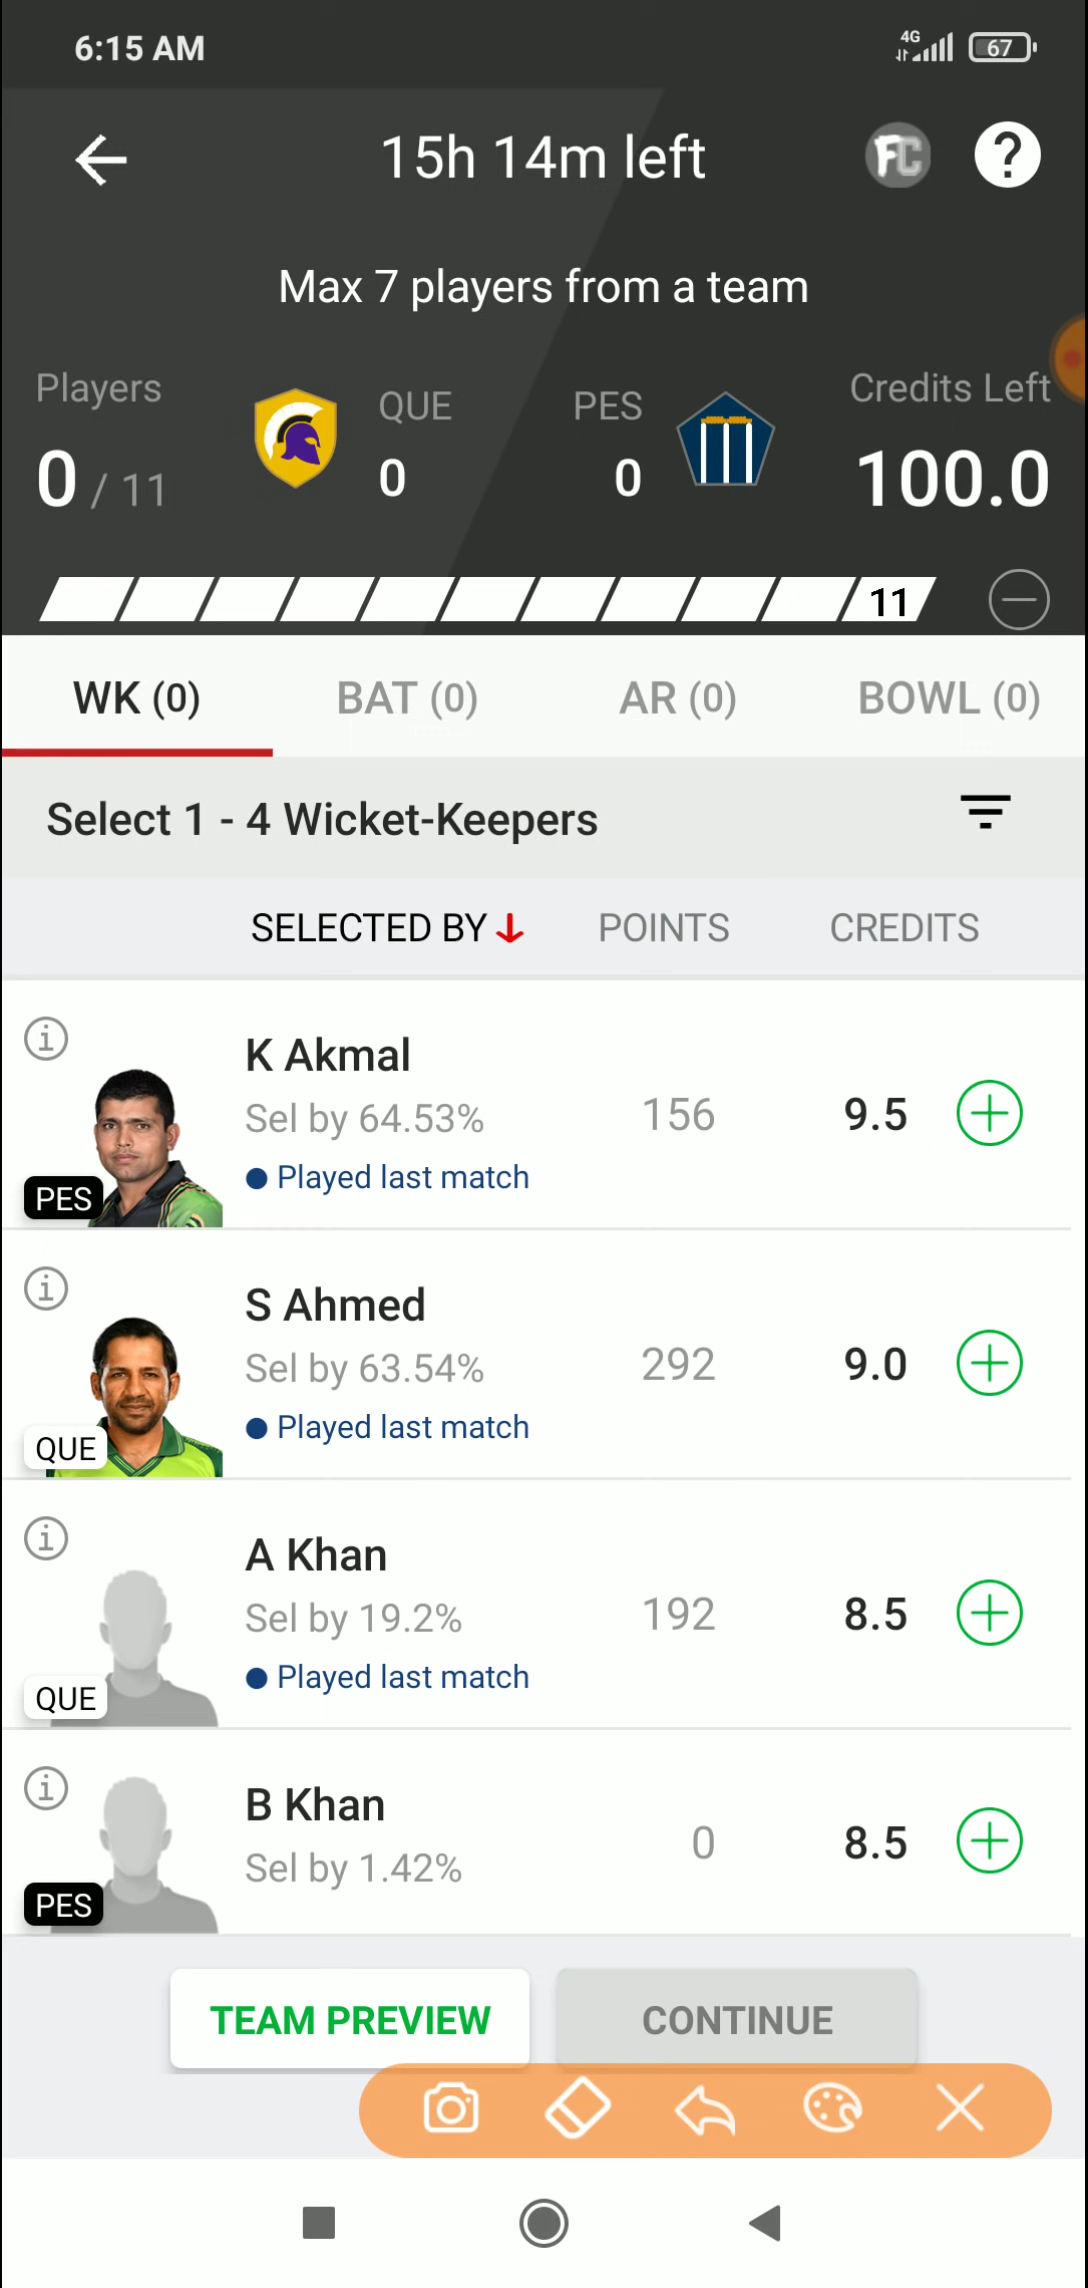 6:15 AM
4G
67
15h 14m left
FC
?
Max 7 players from a team
Players
QUE
PES
Credits Left
0 / 11
0
0
100.0
11
WK (0)
BAT (0)
AR (0)
BOWL (0)
Select 1 - 4 Wicket-Keepers
SELECTED BY
POINTS
CREDITS
K Akmal
Sel by 64.53%
156
9.5
Played last match
PES
S Ahmed
Sel by 63.54%
292
9.0
Played last match
QUE
A Khan
Sel by 19.2%
192
8.5
Played last match
QUE
B Khan
Sel by 1.42%
0
8.5
PES
TEAM PREVIEW
CONTINUE